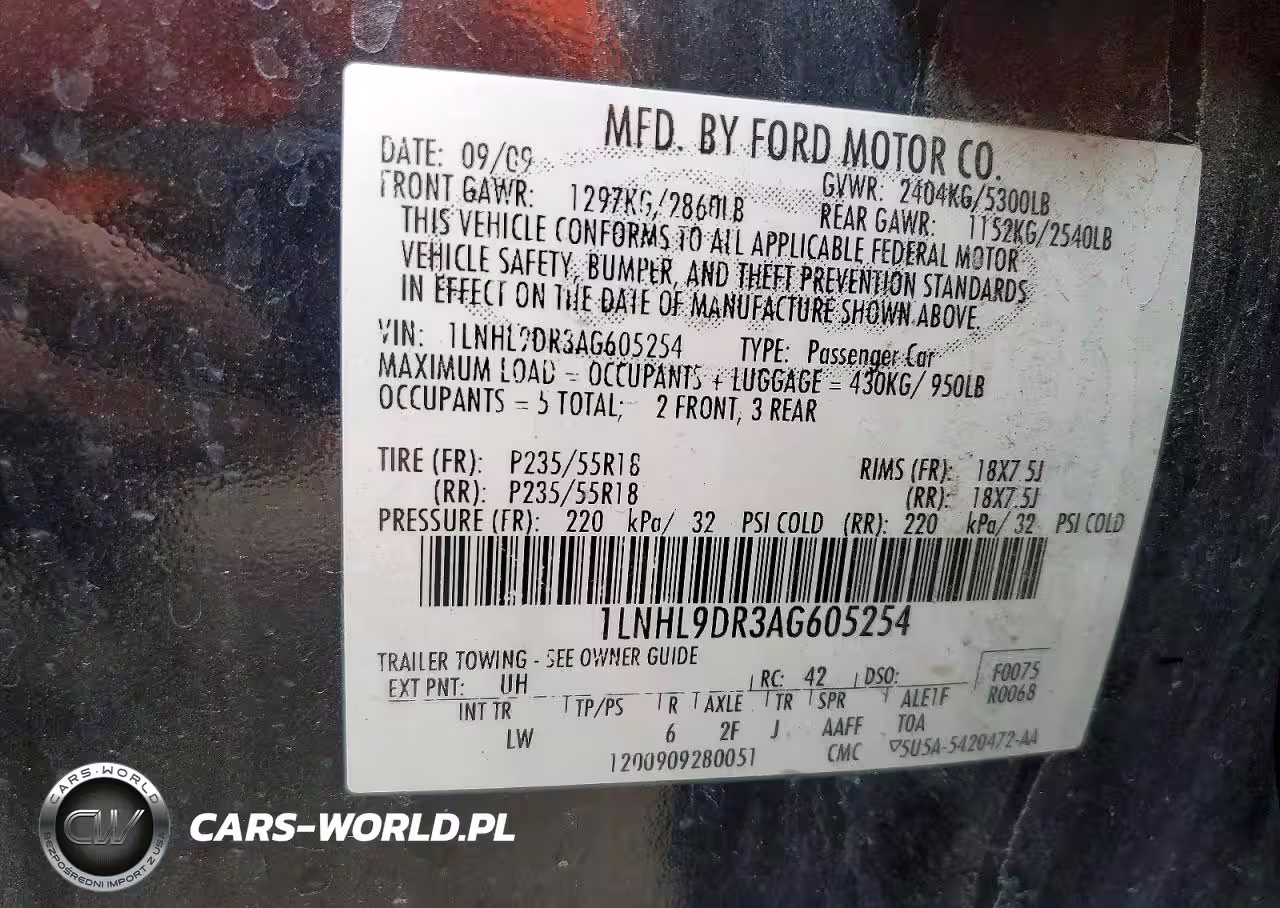 MFD. BY FORD MOTOR CO.
DATE: 09/09 GVWR: 2404KG/5300LB
FRONT GAWR: 1297KG/2860LB REAR GAWR: 1152KG/2540LB
THIS VEHICLE CONFORMS TO ALL APPLICABLE FEDERAL MOTOR
VEHICLE SAFETY, BUMPER, AND THEFT PREVENTION STANDARDS
IN EFFECT ON THE DATE OF MANUFACTURE SHOWN ABOVE.
VIN: 1LNHL9DR3AG605254 TYPE: Passenger Car
MAXIMUM LOAD = OCCUPANTS + LUGGAGE = 430KG/ 950LB
OCCUPANTS = 5 TOTAL; 2 FRONT, 3 REAR
TIRE (FR): P235/55R18 RIMS (FR): 18X7.5J
(RR): P235/55R18 (RR): 18X7.5J
PRESSURE (FR): 220 kPa/ 32 PSI COLD (RR): 220 kPa/ 32 PSI COLD
1LNHL9DR3AG605254
TRAILER TOWING - SEE OWNER GUIDE
EXT PNT: UH RC: 42 DSO: F0075
INT TR TP/PS R AXLE TR SPR ALE1F R0068
LW 6 2F J AAFF TOA
1200909280051 CMC ▽5U5A-5420472-AA
CARS-WORLD
CW
BEZPOŚREDNI IMPORT Z USA
CARS-WORLD.PL